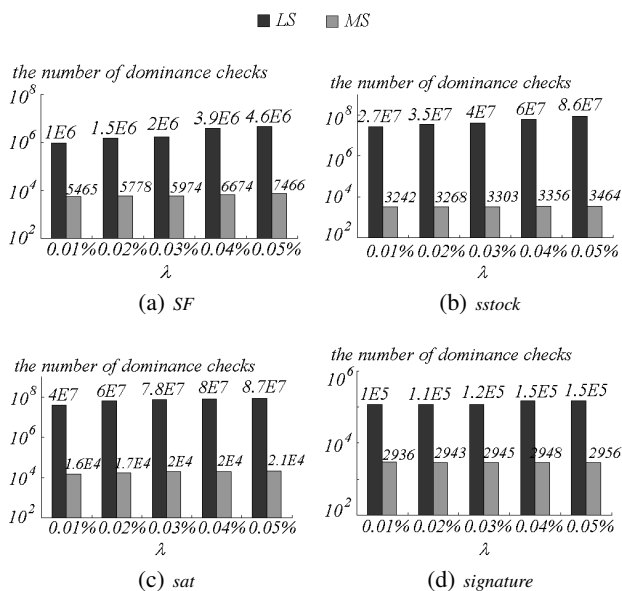 LS MS
the number of dominance checks
10^8
10^6
10^4
10^2
1E6 1.5E6 2E6 3.9E6 4.6E6
5465 5778 5974 6674 7466
0.01% 0.02% 0.03% 0.04% 0.05%
λ
(a) SF
the number of dominance checks
10^8
10^6
10^4
10^2
2.7E7 3.5E7 4E7 6E7 8.6E7
3242 3268 3303 3356 3464
0.01% 0.02% 0.03% 0.04% 0.05%
λ
(b) sstock
the number of dominance checks
10^8
10^6
10^4
10^2
4E7 6E7 7.8E7 8E7 8.7E7
1.6E4 1.7E4 2E4 2E4 2.1E4
0.01% 0.02% 0.03% 0.04% 0.05%
λ
(c) sat
the number of dominance checks
10^6
10^4
10^2
1E5 1.1E5 1.2E5 1.5E5 1.5E5
2936 2943 2945 2948 2956
0.01% 0.02% 0.03% 0.04% 0.05%
λ
(d) signature